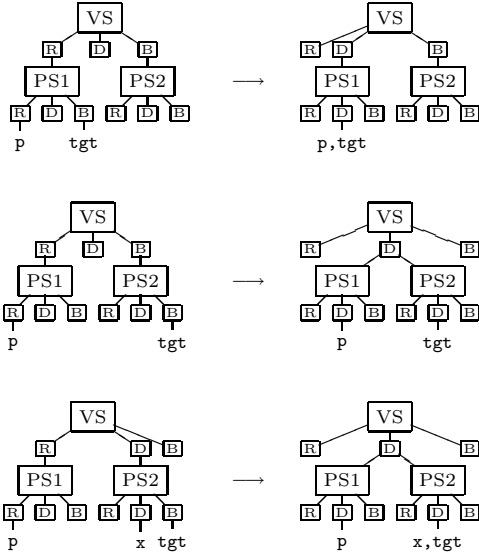 VS VS
R D B R D B
PS1 PS2 → PS1 PS2
R D B R D B R D B R D B
p tgt p,tgt
VS VS
R D B R D B
PS1 PS2 → PS1 PS2
R D B R D B R D B R D B
p tgt p tgt
VS VS
R D B R D B
PS1 PS2 → PS1 PS2
R D B R D B R D B R D B
p x tgt p x,tgt